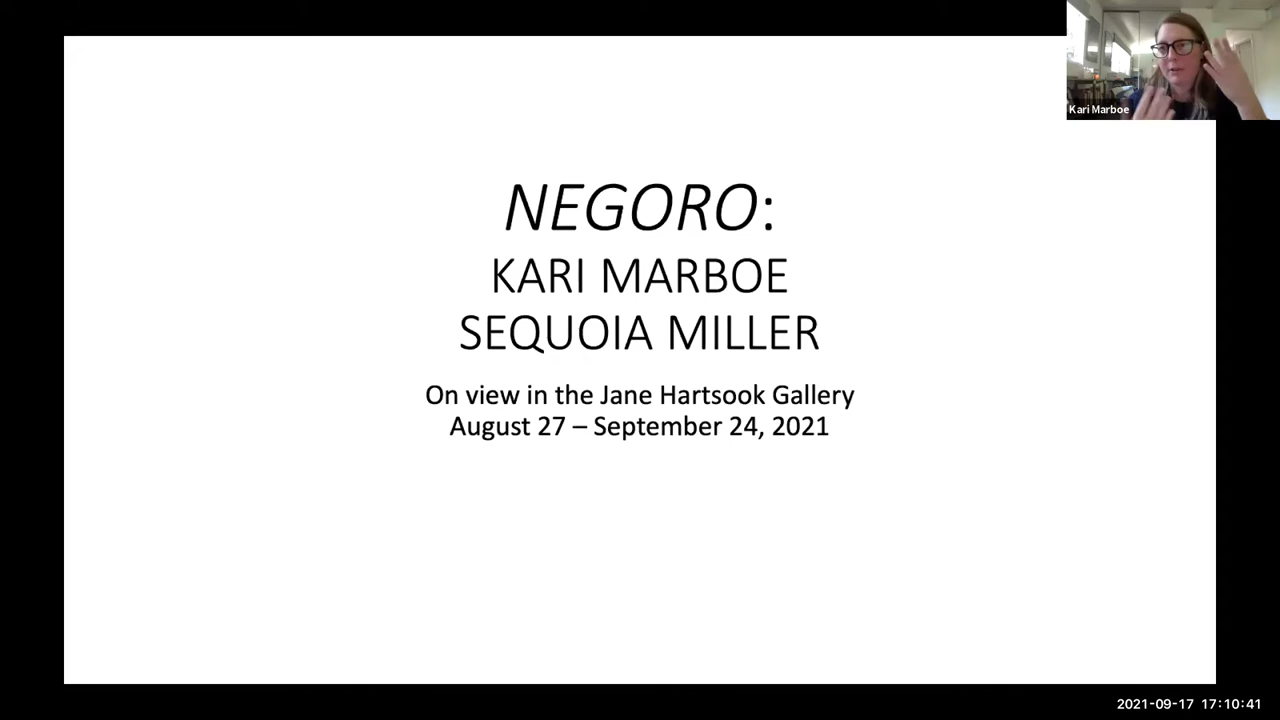 Kari Marboe
NEGORO:
KARI MARBOE
SEQUOIA MILLER
On view in the Jane Hartsook Gallery
August 27 – September 24, 2021
2021-09-17 17:10:41